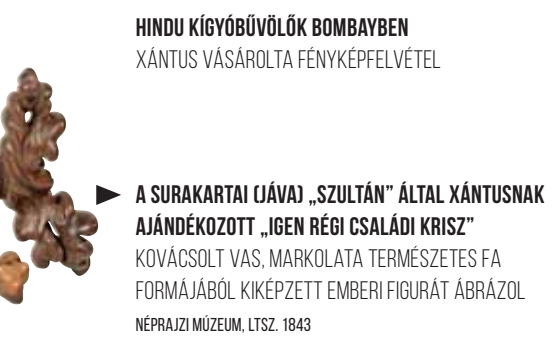 HINDU KÍGYÓBŰVÖLŐK BOMBAYBEN
XÁNTUS VÁSÁROLTA FÉNYKÉPFELVÉTEL
A SURAKARTAI (JÁVA) „SZULTÁN” ÁLTAL XÁNTUSNAK
AJÁNDÉKOZOTT „IGEN RÉGI CSALÁDI KRISZ”
KOVÁCSOLT VAS, MARKOLATA TERMÉSZETES FA
FORMÁJÁBÓL KIKÉPZETT EMBERI FIGURÁT ÁBRÁZOL
NÉPRAJZI MÚZEUM, LTSZ. 1843